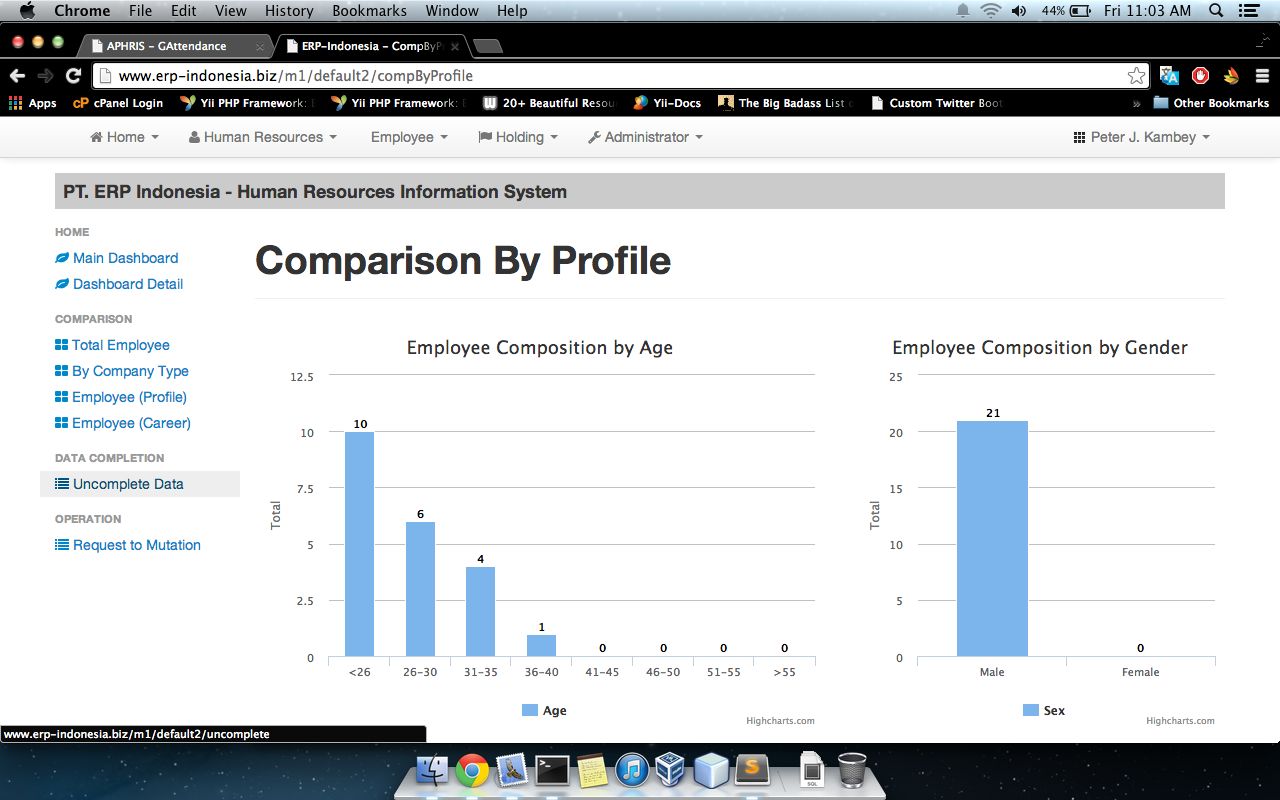 Chrome File Edit View History Bookmarks Window Help 44% Fri 11:03 AM
APHRIS – GAttendance × ERP-Indonesia – CompByP ×
www.erp-indonesia.biz/m1/default2/compByProfile
Apps cPanel Login Yii PHP Framework: Yii PHP Framework: 20+ Beautiful Resou Yii-Docs The Big Badass List Custom Twitter Boot » Other Bookmarks
Home Human Resources Employee Holding Administrator Peter J. Kambey
PT. ERP Indonesia - Human Resources Information System
HOME
Main Dashboard
Dashboard Detail
COMPARISON
Total Employee
By Company Type
Employee (Profile)
Employee (Career)
DATA COMPLETION
Uncomplete Data
OPERATION
Request to Mutation
Comparison By Profile
Employee Composition by Age
12.5
10
7.5
5
2.5
0
Total
10
6
4
1
0
0
0
0
<26 26-30 31-35 36-40 41-45 46-50 51-55 >55
Age
Highcharts.com
Employee Composition by Gender
25
20
15
10
5
0
Total
21
0
Male Female
Sex
Highcharts.com
www.erp-indonesia.biz/m1/default2/uncomplete
SQL